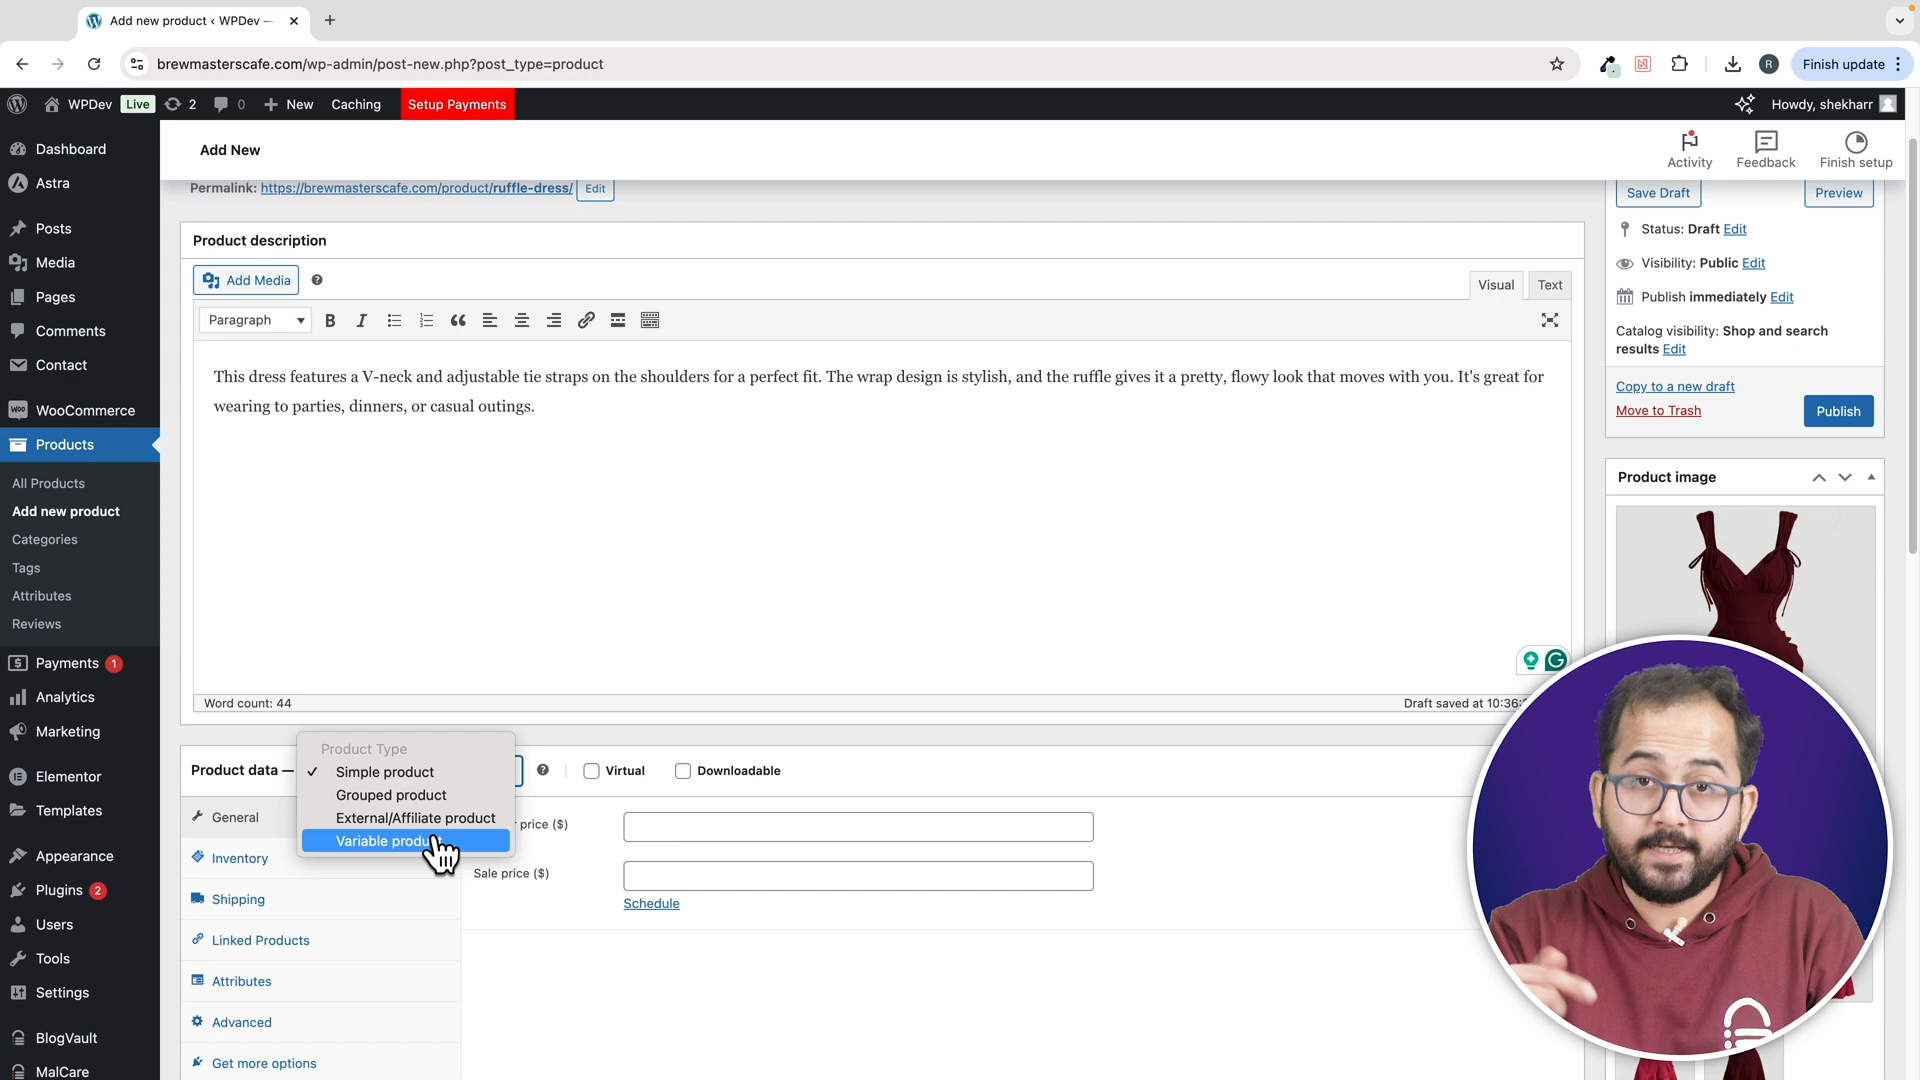 Add new product ‹ WPDev —
brewmasterscafe.com/wp-admin/post-new.php?post_type=product
R
Finish update
WPDev Live 2 0 New Caching Setup Payments
Howdy, shekharr
Add New
Activity Feedback Finish setup
Dashboard
Astra
Posts
Media
Pages
Comments
Contact
WooCommerce
Products
All Products
Add new product
Categories
Tags
Attributes
Reviews
Payments 1
Analytics
Marketing
Elementor
Templates
Appearance
Plugins 2
Users
Tools
Settings
BlogVault
MalCare
Permalink: https://brewmasterscafe.com/product/ruffle-dress/ Edit
Product description
Add Media
Visual Text
Paragraph
This dress features a V-neck and adjustable tie straps on the shoulders for a perfect fit. The wrap design is stylish, and the ruffle gives it a pretty, flowy look that moves with you. It's great for
wearing to parties, dinners, or casual outings.
Word count: 44
Draft saved at 10:36:
Product data —
Product Type
Simple product
Grouped product
External/Affiliate product
Variable produ
Virtual
Downloadable
General
Inventory
Shipping
Linked Products
Attributes
Advanced
Get more options
price ($)
Sale price ($)
Schedule
Save Draft
Preview
Status: Draft Edit
Visibility: Public Edit
Publish immediately Edit
Catalog visibility: Shop and search
results Edit
Copy to a new draft
Move to Trash
Publish
Product image